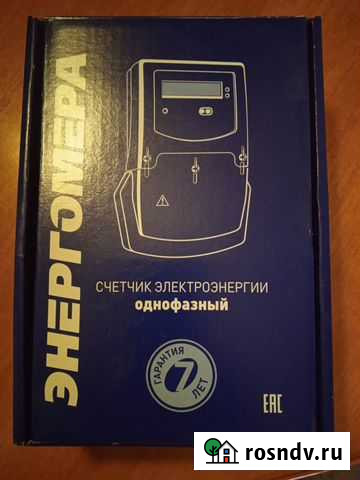 ЭНЕРГОМЕРА
СЧЕТЧИК ЭЛЕКТРОЭНЕРГИИ
однофазный
ГАРАНТИЯ
7
ЛЕТ
EAC
rosndv.ru